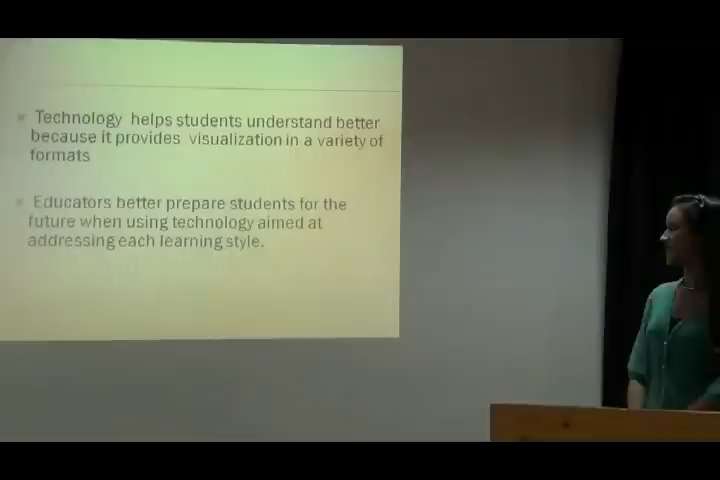 Technology helps students understand better
because it provides visualization in a variety of
formats
Educators better prepare students for the
future when using technology aimed at
addressing each learning style.